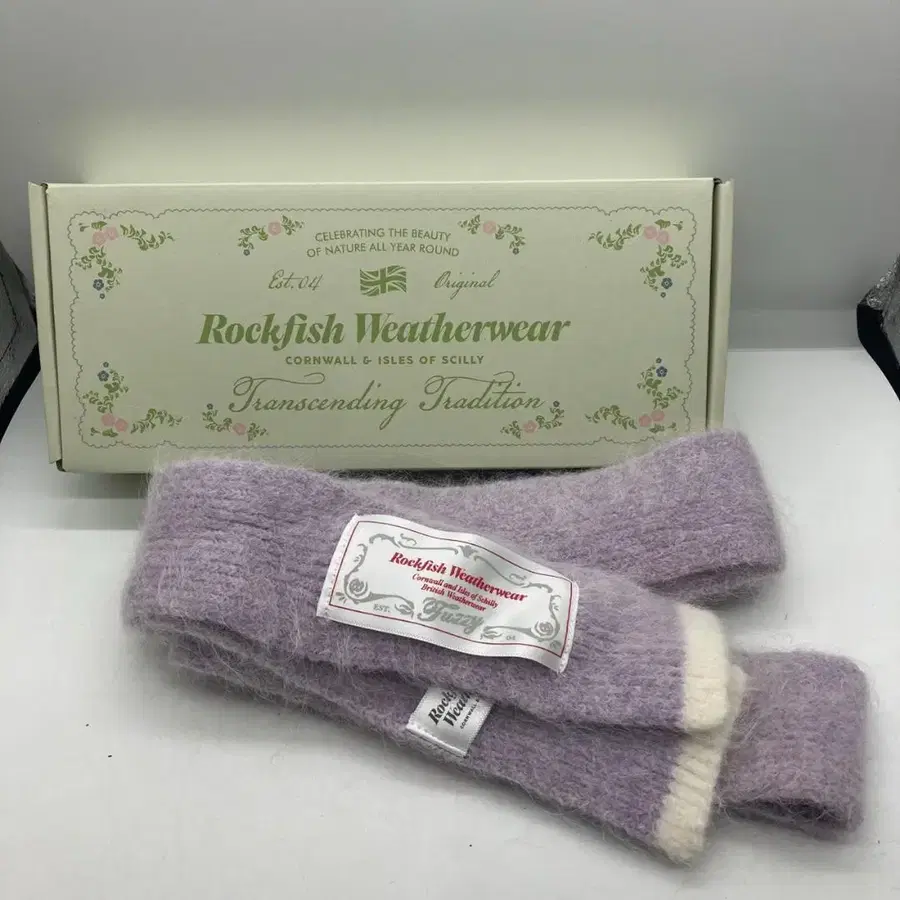 CELEBRATING THE BEAUTY
OF NATURE ALL YEAR ROUND
Est. 04 Original
Rockfish Weatherwear
CORNWALL & ISLES OF SCILLY
Transcending Tradition
Rockfish Weatherwear
Cornwall and Isles of Scilly
British Weatherwear
EST. Fuzzy 04
Rock
Weat
CORNWALL